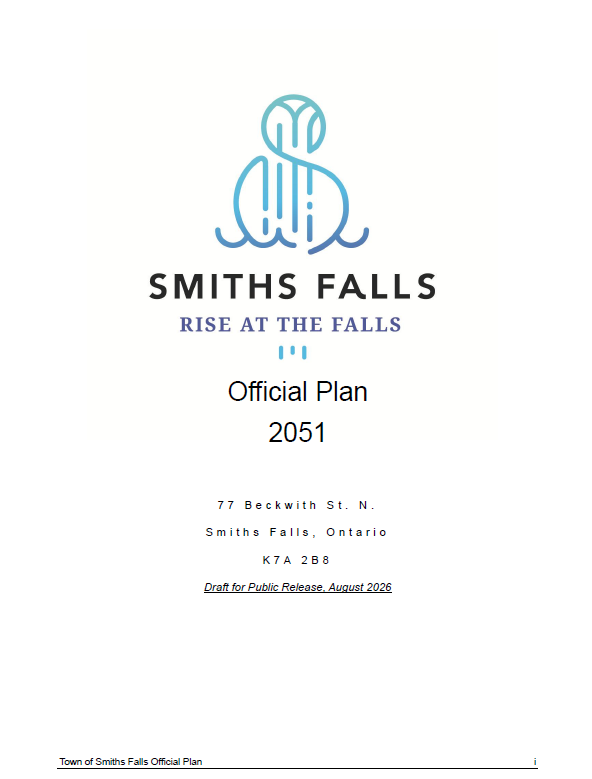 SMITHS FALLS
RISE AT THE FALLS
Official Plan
2051
77 Beckwith St. N.
Smiths Falls, Ontario
K7A 2B8
Draft for Public Release, August 2026
Town of Smiths Falls Official Plan i